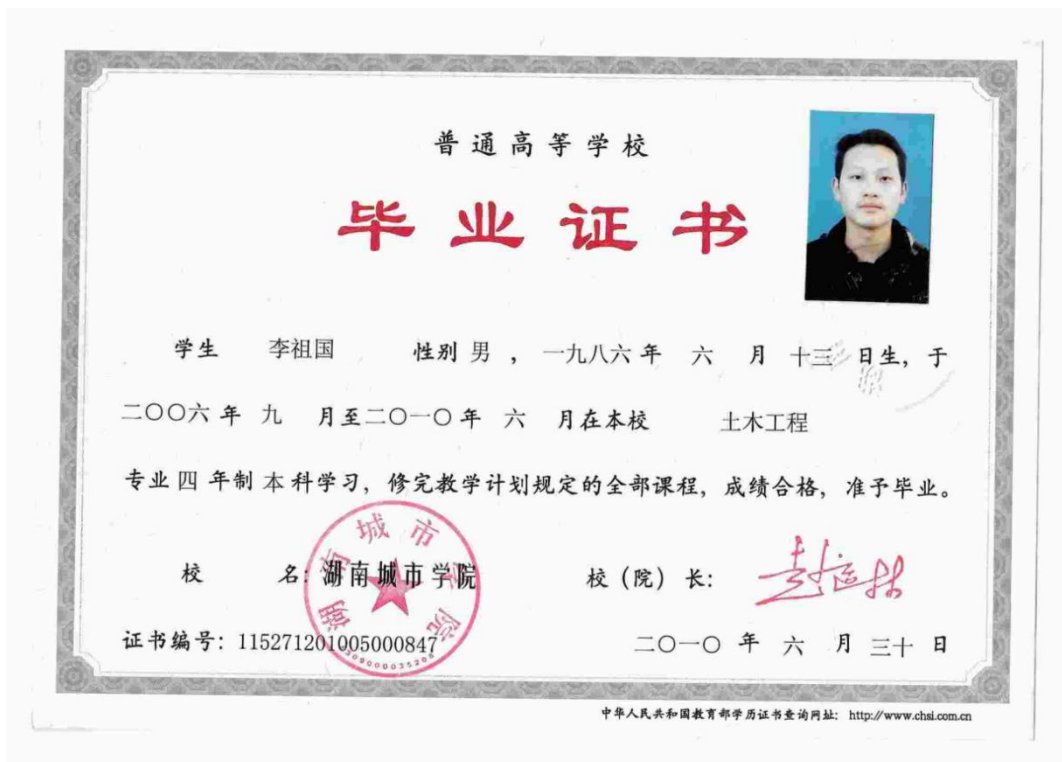 普通高等学校
毕业证书
学生 李祖国 性别 男 , 一九八六年 六 月 十三 日生, 于
二〇〇六年 九 月至二〇一〇年 六 月在本校 土木工程
专业 四 年制 本 科学习, 修完教学计划规定的全部课程, 成绩合格, 准予毕业。
校 名: 湖南城市学院 校(院)长:
证书编号: 115271201005000847 二〇一〇 年 六 月 三十 日
湖南城市学院
中华人民共和国教育部学历证书查询网址: http://www.chsi.com.cn